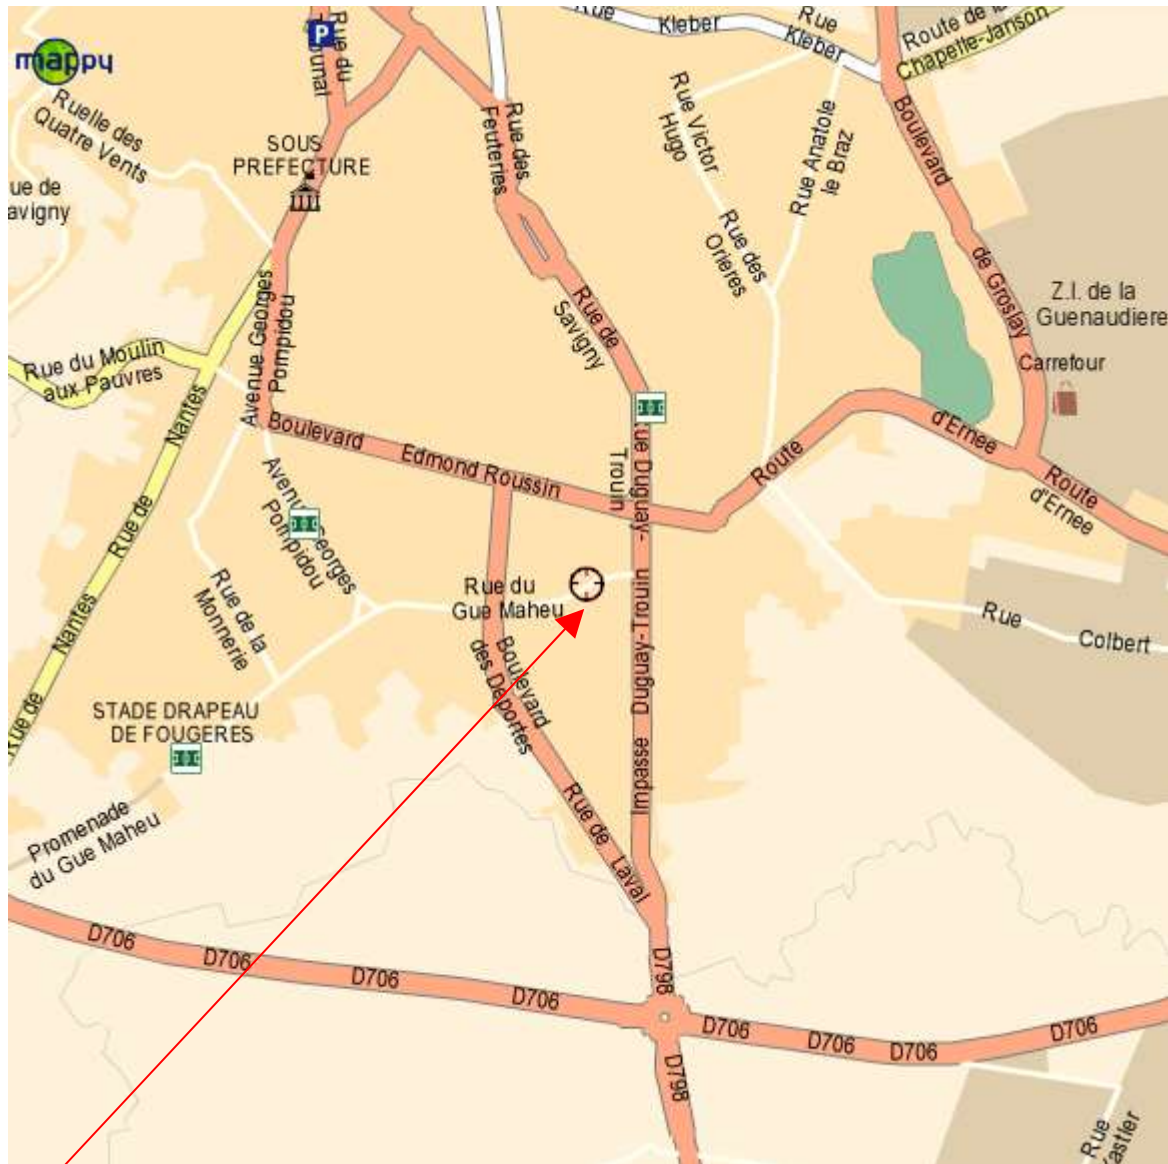 mappy
P
Rue du
Tribunal
Rue
Kleber
Rue
Kleber
Route de la
Chapelle-Janson
Ruelle des
Quatre Vents
SOUS
PREFECTURE
Rue des
Feuteries
Rue Victor
Hugo
Rue Anatole
le Braz
Boulevard
de Groslay
ue de
avigny
Rue des
Orieres
Z.I. de la
Guenaudiere
Carrefour
Avenue Georges
Pompidou
Rue de
Savigny
Rue du Moulin
aux Pauvres
Nantes
Rue de
Nantes
Rue de
Boulevard
Edmond Roussin
ue Duguay-
Trouin
Route
d'Ernee
Route
d'Ernee
Avenue Georges
Pompidou
Rue de la
Monnerie
Rue du
Gue Maheu
Boulevard
des Deportes
Impasse Duguay-Trouin
Rue
Colbert
STADE DRAPEAU
DE FOUGERES
Promenade
du Gue Maheu
Rue de
Laval
D706
D706
D706
D706
D798
D706
D706
D706
D706
D798
Rue